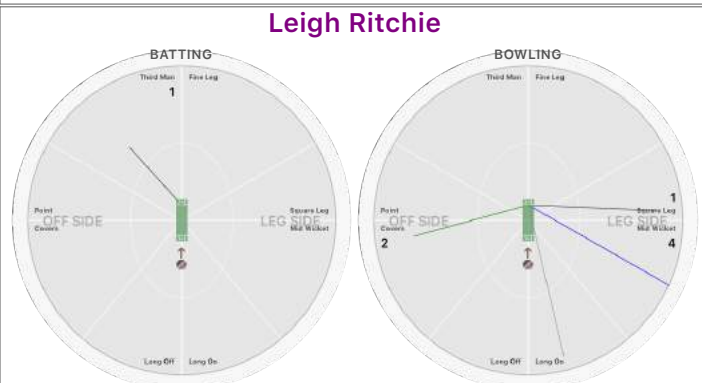 Leigh Ritchie
BATTING
Third Man Fine Leg
1
Point
Covers
OFF SIDE
LEG SIDE
Square Leg
Mid Wicket
Long Off Long On
BOWLING
Third Man Fine Leg
Point
Covers
OFF SIDE
2
LEG SIDE
1
Square Leg
Mid Wicket
4
Long Off Long On